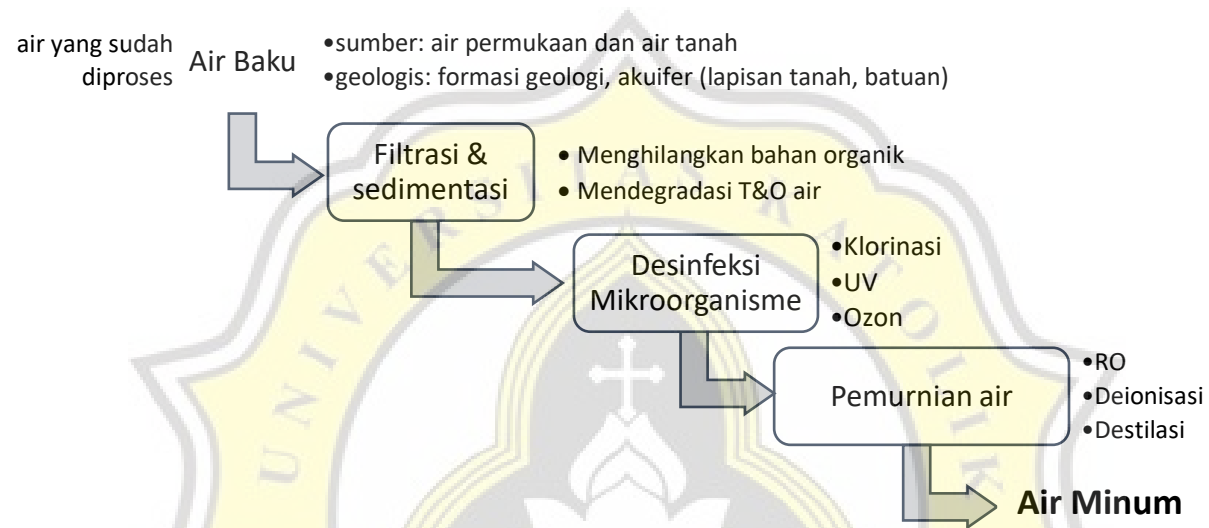 air yang sudah
diproses
Air Baku
•sumber: air permukaan dan air tanah
•geologis: formasi geologi, akuifer (lapisan tanah, batuan)
Filtrasi &
sedimentasi
• Menghilangkan bahan organik
• Mendegradasi T&O air
Desinfeksi
Mikroorganisme
•Klorinasi
•UV
•Ozon
Pemurnian air
•RO
•Deionisasi
•Destilasi
Air Minum
UNIVERSITAS KATOLIK